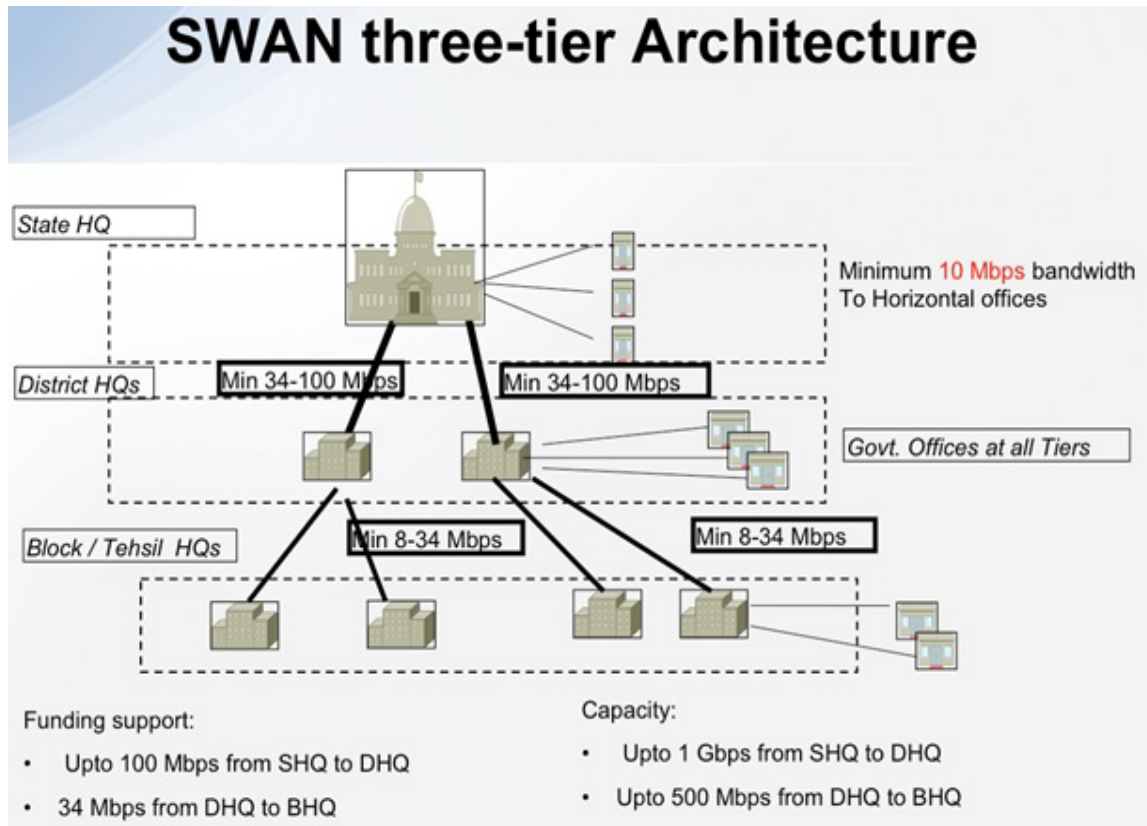 SWAN three-tier Architecture
State HQ
Minimum 10 Mbps bandwidth
To Horizontal offices
District HQs
Min 34-100 Mbps
Min 34-100 Mbps
Govt. Offices at all Tiers
Block / Tehsil HQs
Min 8-34 Mbps
Min 8-34 Mbps
Funding support:
• Upto 100 Mbps from SHQ to DHQ
• 34 Mbps from DHQ to BHQ
Capacity:
• Upto 1 Gbps from SHQ to DHQ
• Upto 500 Mbps from DHQ to BHQ